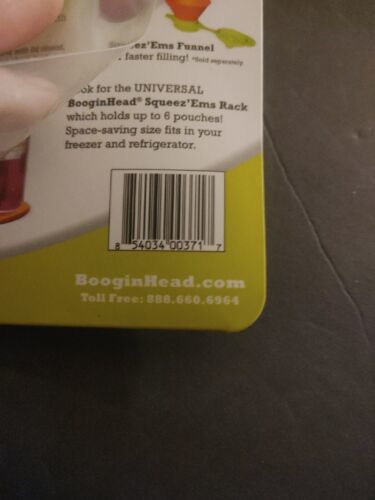 Squeez'Ems Funnel
faster filling! *Sold separately
Look for the UNIVERSAL
BooginHead® Squeez'Ems Rack
which holds up to 6 pouches!
Space-saving size fits in your
freezer and refrigerator.
8 54034 00371 7
BooginHead.com
Toll Free: 888.660.6964